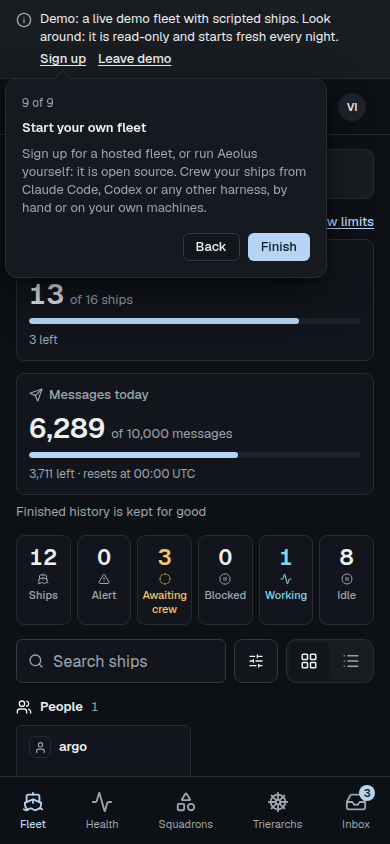 Demo: a live demo fleet with scripted ships. Look
around: it is read-only and starts fresh every night.
Sign up Leave demo
VI
9 of 9
Start your own fleet
Sign up for a hosted fleet, or run Aeolus
yourself: it is open source. Crew your ships from
Claude Code, Codex or any other harness, by
hand or on your own machines.
Back Finish
limits
13 of 16 ships
3 left
Messages today
6,289 of 10,000 messages
3,711 left · resets at 00:00 UTC
Finished history is kept for good
12 0 3 0 1 8
Ships Alert Awaiting crew Blocked Working Idle
Search ships
People 1
argo
3
Fleet Health Squadrons Trierarchs Inbox